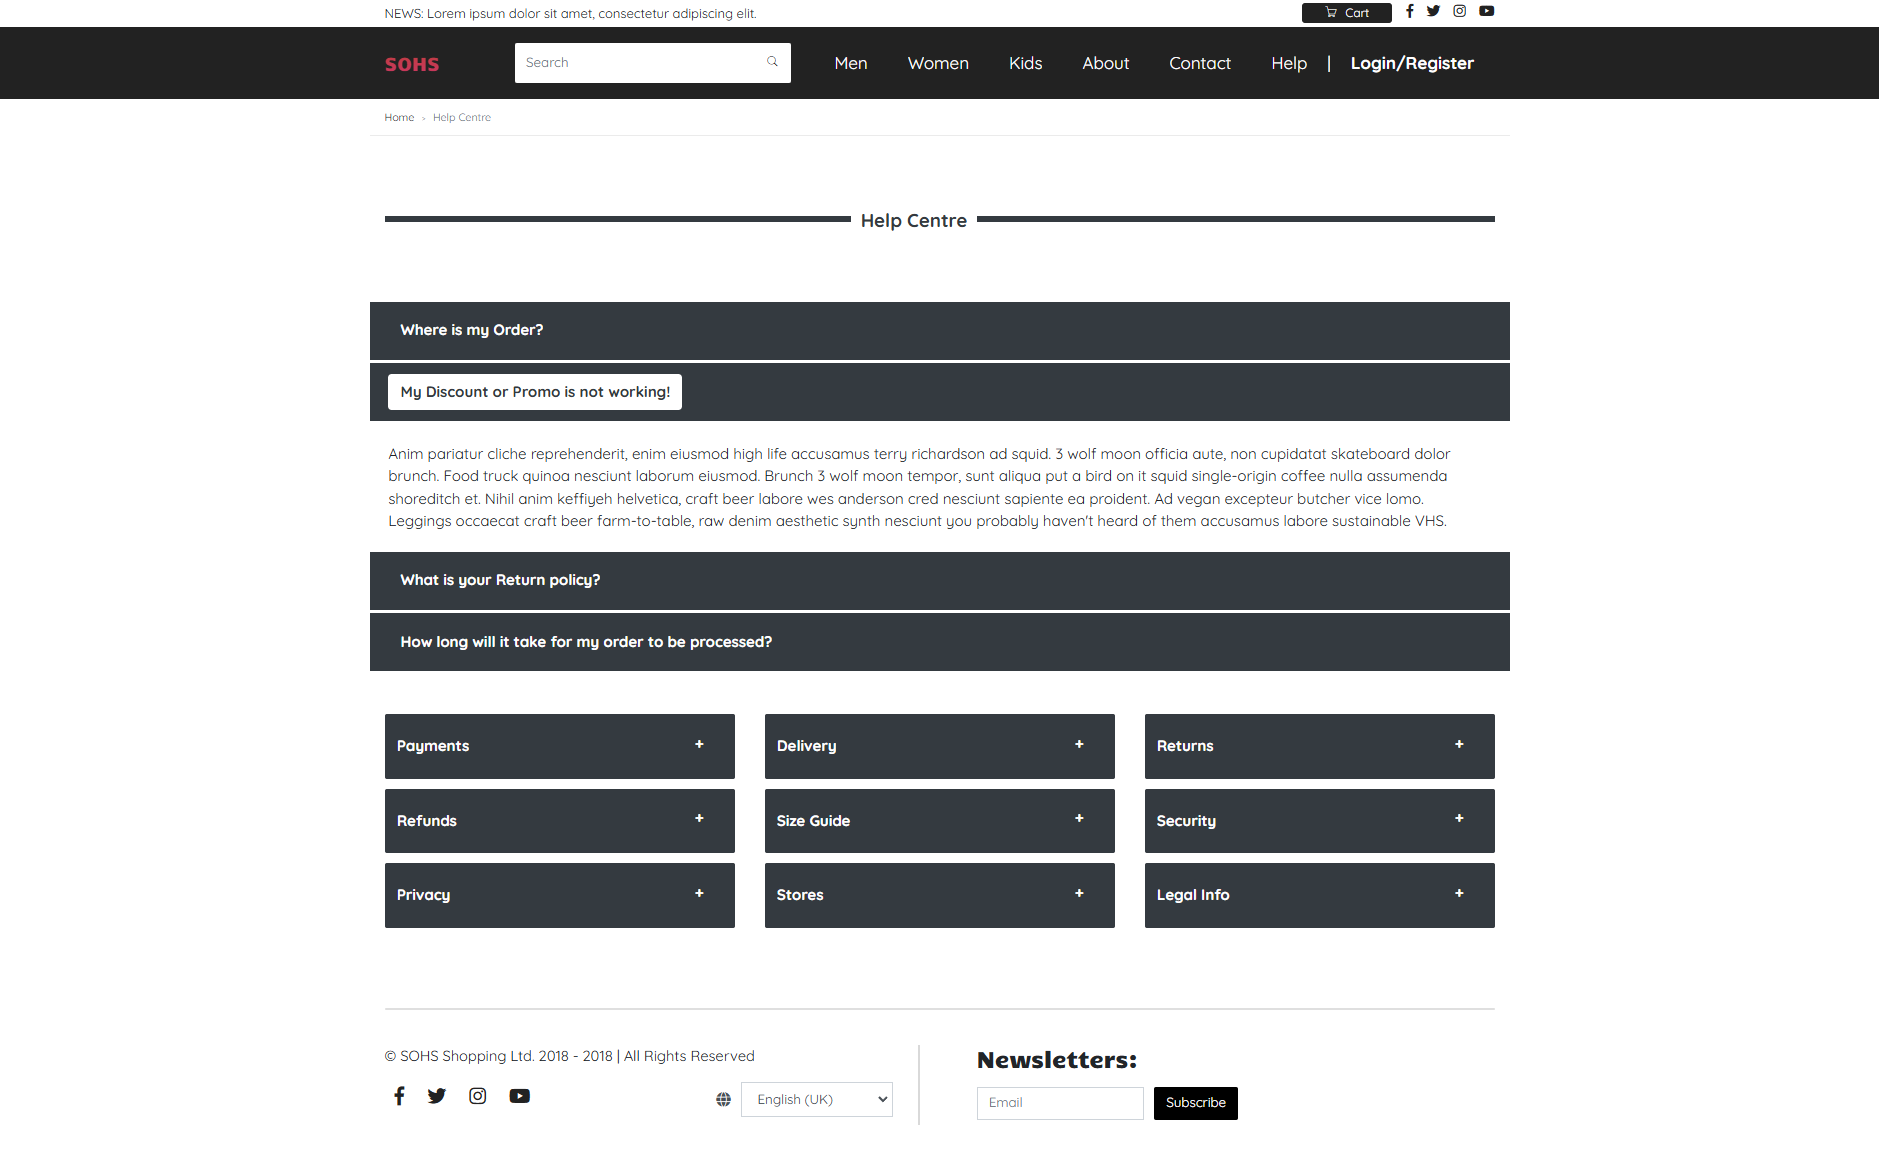 NEWS: Lorem ipsum dolor sit amet, consectetur adipiscing elit.
Cart
SOHS
Search
Men Women Kids About Contact Help | Login/Register
Home > Help Centre
Help Centre
Where is my Order?
My Discount or Promo is not working!
Anim pariatur cliche reprehenderit, enim eiusmod high life accusamus terry richardson ad squid. 3 wolf moon officia aute, non cupidatat skateboard dolor
brunch. Food truck quinoa nesciunt laborum eiusmod. Brunch 3 wolf moon tempor, sunt aliqua put a bird on it squid single-origin coffee nulla assumenda
shoreditch et. Nihil anim keffiyeh helvetica, craft beer labore wes anderson cred nesciunt sapiente ea proident. Ad vegan excepteur butcher vice lomo.
Leggings occaecat craft beer farm-to-table, raw denim aesthetic synth nesciunt you probably haven't heard of them accusamus labore sustainable VHS.
What is your Return policy?
How long will it take for my order to be processed?
Payments +
Delivery +
Returns +
Refunds +
Size Guide +
Security +
Privacy +
Stores +
Legal Info +
© SOHS Shopping Ltd. 2018 - 2018 | All Rights Reserved
English (UK)
Newsletters:
Email
Subscribe